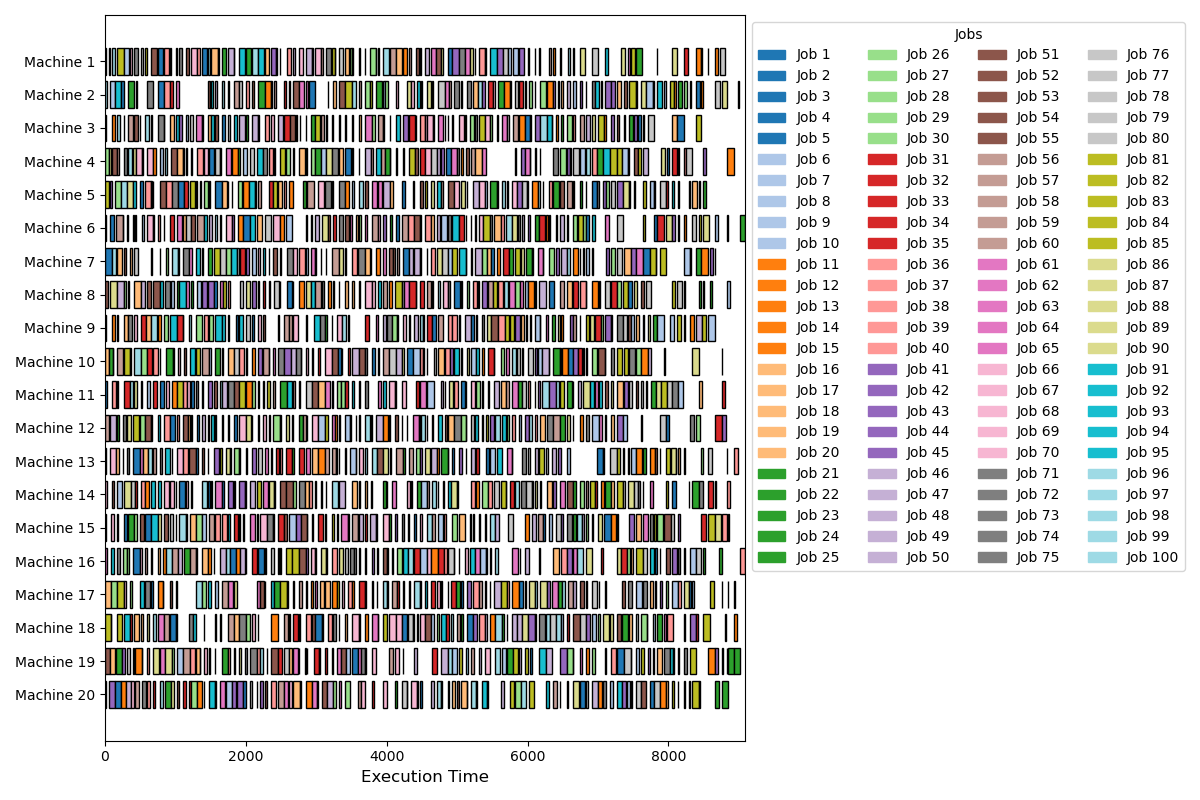 Machine 1
Machine 2
Machine 3
Machine 4
Machine 5
Machine 6
Machine 7
Machine 8
Machine 9
Machine 10
Machine 11
Machine 12
Machine 13
Machine 14
Machine 15
Machine 16
Machine 17
Machine 18
Machine 19
Machine 20
0 2000 4000 6000 8000
Execution Time
Jobs
Job 1 Job 26 Job 51 Job 76
Job 2 Job 27 Job 52 Job 77
Job 3 Job 28 Job 53 Job 78
Job 4 Job 29 Job 54 Job 79
Job 5 Job 30 Job 55 Job 80
Job 6 Job 31 Job 56 Job 81
Job 7 Job 32 Job 57 Job 82
Job 8 Job 33 Job 58 Job 83
Job 9 Job 34 Job 59 Job 84
Job 10 Job 35 Job 60 Job 85
Job 11 Job 36 Job 61 Job 86
Job 12 Job 37 Job 62 Job 87
Job 13 Job 38 Job 63 Job 88
Job 14 Job 39 Job 64 Job 89
Job 15 Job 40 Job 65 Job 90
Job 16 Job 41 Job 66 Job 91
Job 17 Job 42 Job 67 Job 92
Job 18 Job 43 Job 68 Job 93
Job 19 Job 44 Job 69 Job 94
Job 20 Job 45 Job 70 Job 95
Job 21 Job 46 Job 71 Job 96
Job 22 Job 47 Job 72 Job 97
Job 23 Job 48 Job 73 Job 98
Job 24 Job 49 Job 74 Job 99
Job 25 Job 50 Job 75 Job 100